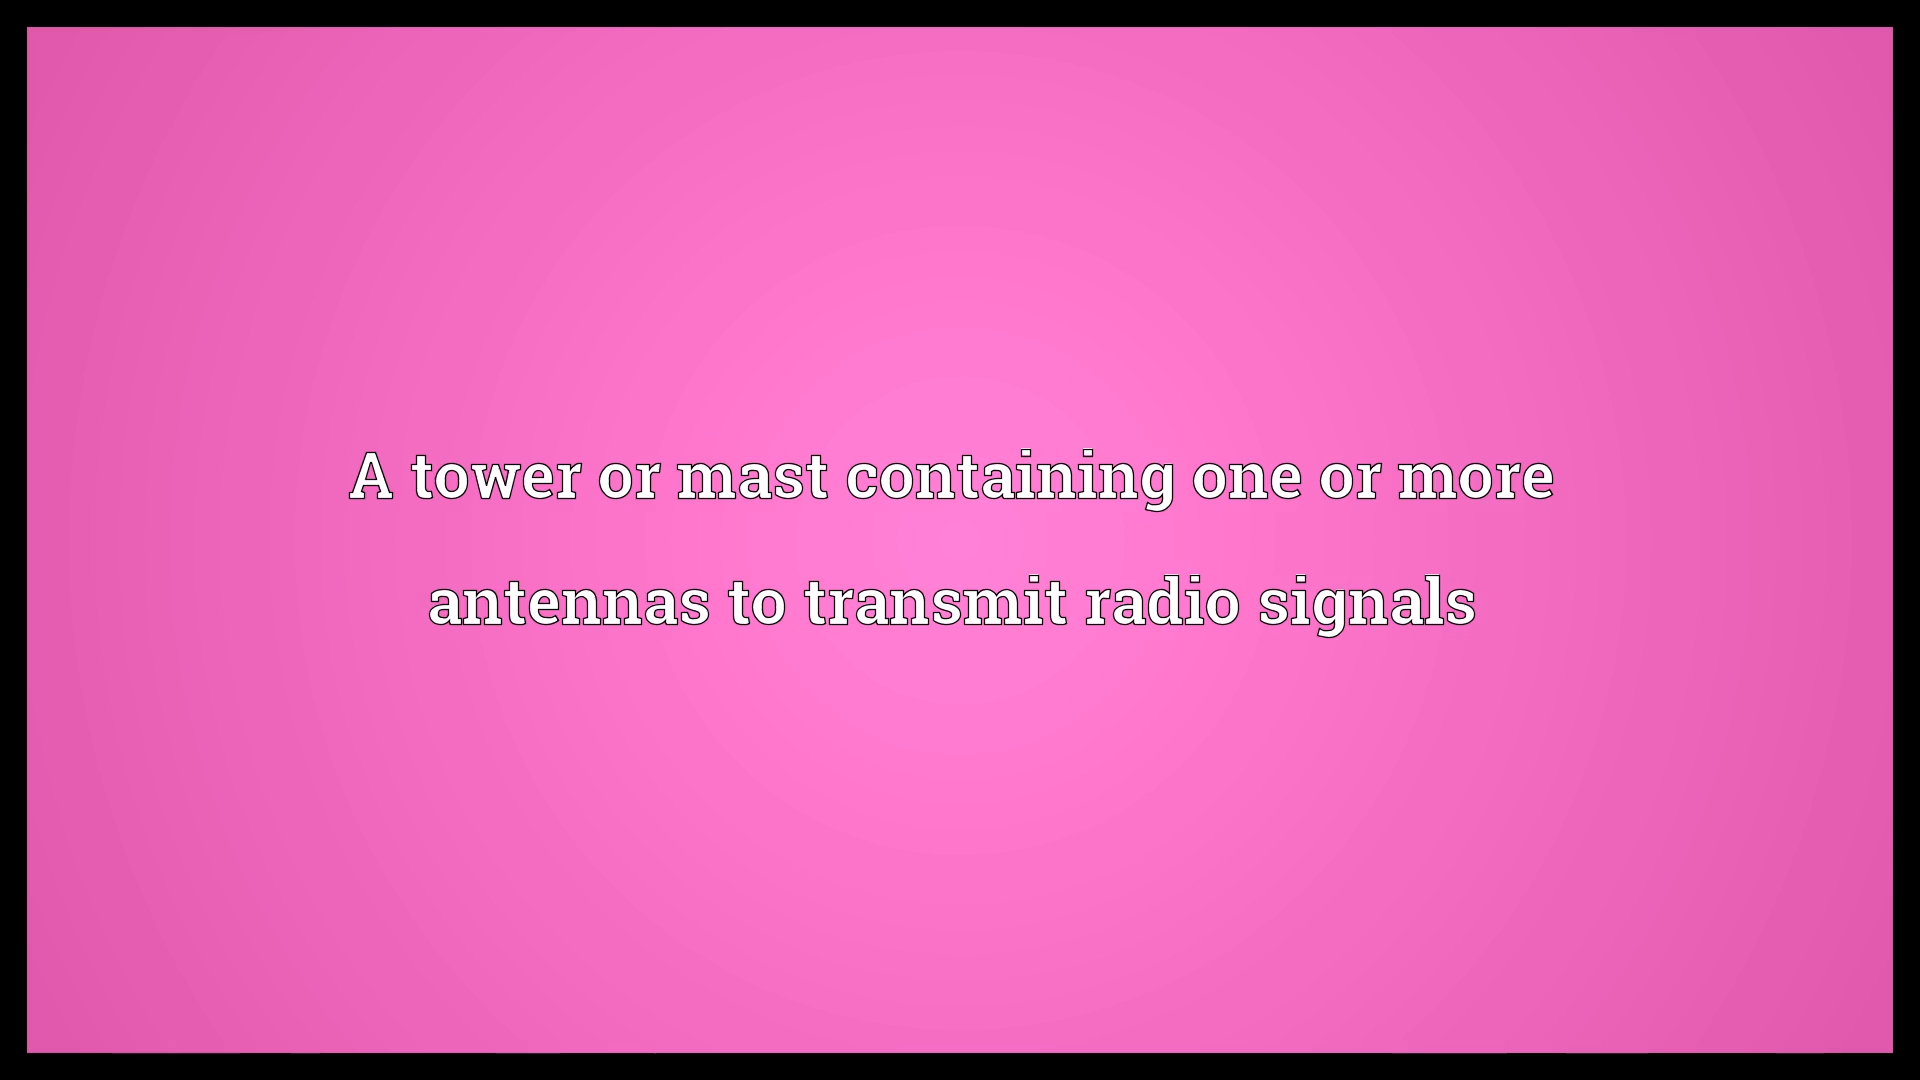 A tower or mast containing one or more
antennas to transmit radio signals